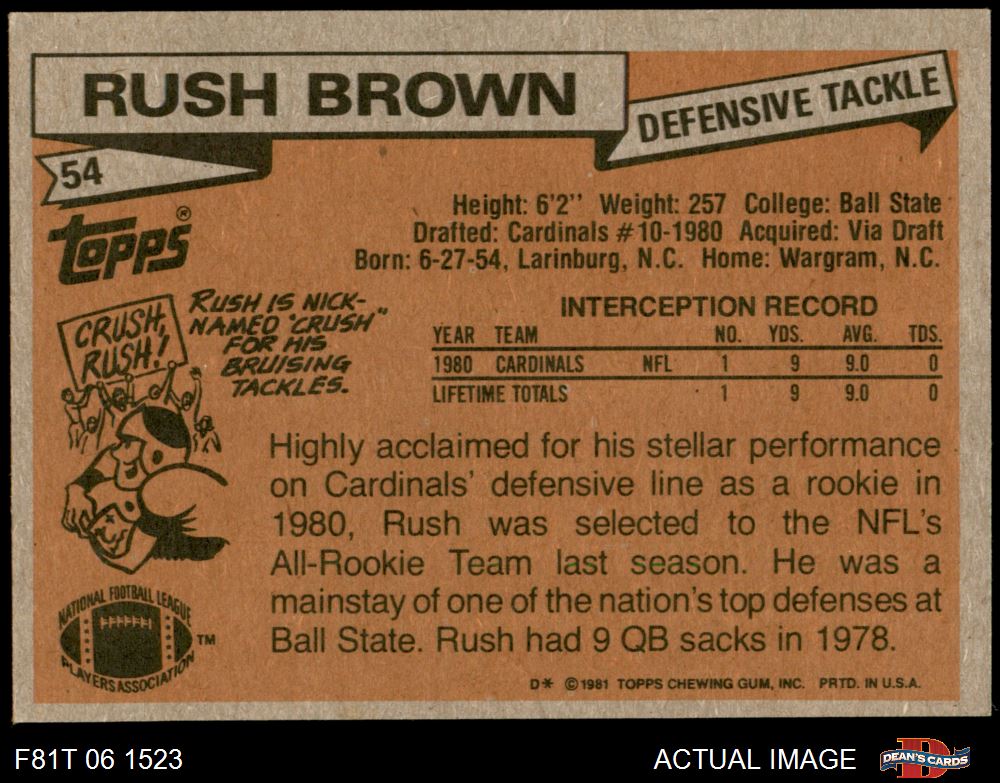 RUSH BROWN
DEFENSIVE TACKLE
54
Topps®
Height: 6'2" Weight: 257 College: Ball State
Drafted: Cardinals #10-1980 Acquired: Via Draft
Born: 6-27-54, Larinburg, N.C. Home: Wargram, N.C.
CRUSH,
RUSH!
RUSH IS NICK-
NAMED "CRUSH"
FOR HIS
BRUISING
TACKLES.
INTERCEPTION RECORD
YEAR TEAM NO. YDS. AVG. TDS.
1980 CARDINALS NFL 1 9 9.0 0
LIFETIME TOTALS 1 9 9.0 0
Highly acclaimed for his stellar performance
on Cardinals' defensive line as a rookie in
1980, Rush was selected to the NFL's
All-Rookie Team last season. He was a
mainstay of one of the nation's top defenses at
Ball State. Rush had 9 QB sacks in 1978.
NATIONAL FOOTBALL LEAGUE
PLAYERS ASSOCIATION
TM
D* ©1981 TOPPS CHEWING GUM, INC. PRTD. IN U.S.A.
F81T 06 1523
ACTUAL IMAGE
D
DEAN'S CARDS